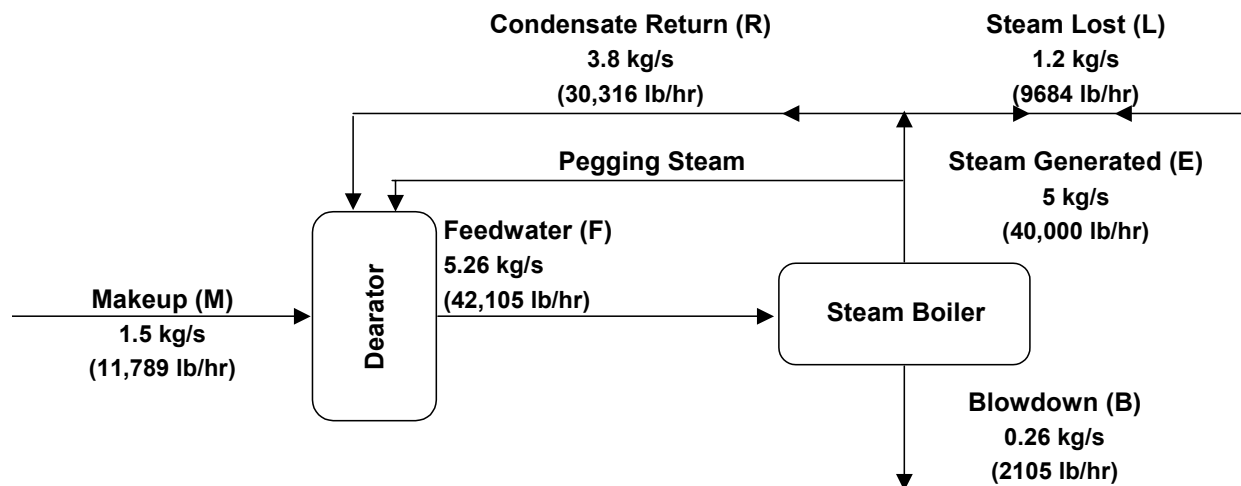 Condensate Return (R)
3.8 kg/s
(30,316 lb/hr)
Steam Lost (L)
1.2 kg/s
(9684 lb/hr)
Pegging Steam
Steam Generated (E)
5 kg/s
(40,000 lb/hr)
Feedwater (F)
5.26 kg/s
(42,105 lb/hr)
Makeup (M)
1.5 kg/s
(11,789 lb/hr)
Dearator
Steam Boiler
Blowdown (B)
0.26 kg/s
(2105 lb/hr)